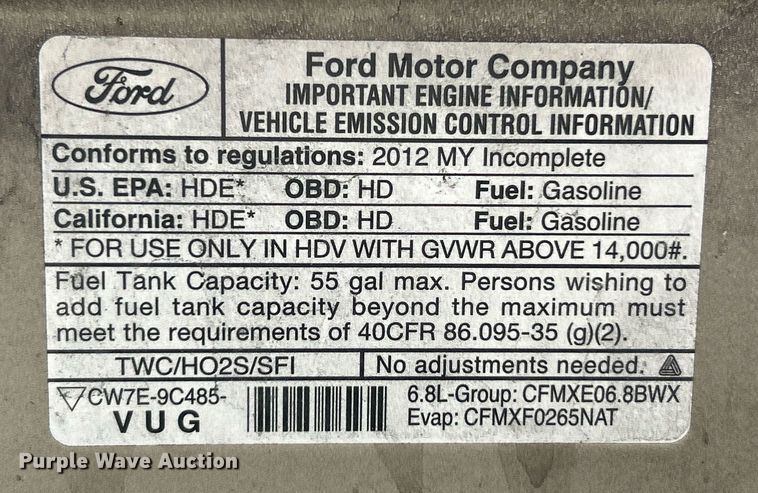 Ford
Ford Motor Company
IMPORTANT ENGINE INFORMATION/
VEHICLE EMISSION CONTROL INFORMATION
Conforms to regulations: 2012 MY Incomplete
U.S. EPA: HDE* OBD: HD Fuel: Gasoline
California: HDE* OBD: HD Fuel: Gasoline
* FOR USE ONLY IN HDV WITH GVWR ABOVE 14,000#.
Fuel Tank Capacity: 55 gal max. Persons wishing to
add fuel tank capacity beyond the maximum must
meet the requirements of 40CFR 86.095-35 (g)(2).
TWC/HO2S/SFI No adjustments needed.
CW7E-9C485-
VUG
6.8L-Group: CFMXE06.8BWX
Evap: CFMXF0265NAT
Purple Wave Auction